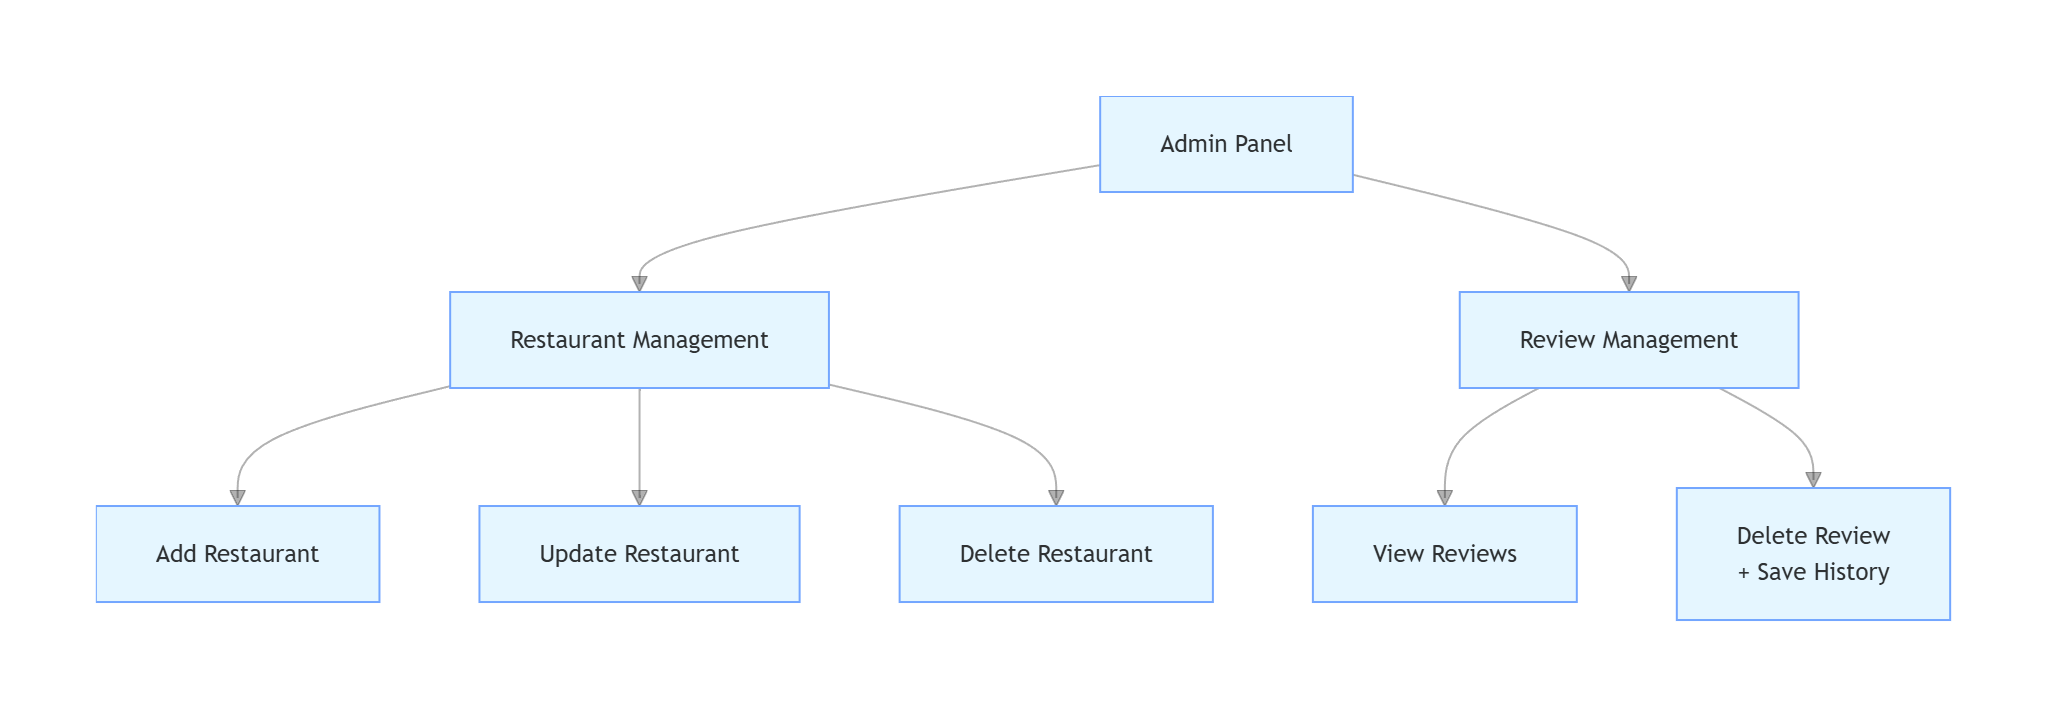 Admin Panel
Restaurant Management
Review Management
Add Restaurant
Update Restaurant
Delete Restaurant
View Reviews
Delete Review
+ Save History